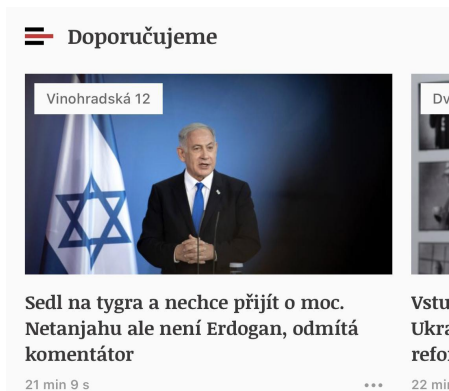 Doporučujeme
Vinohradská 12
Sedl na tygra a nechce přijít o moc.
Netanjahu ale není Erdogan, odmítá
komentátor
21 min 9 s
22